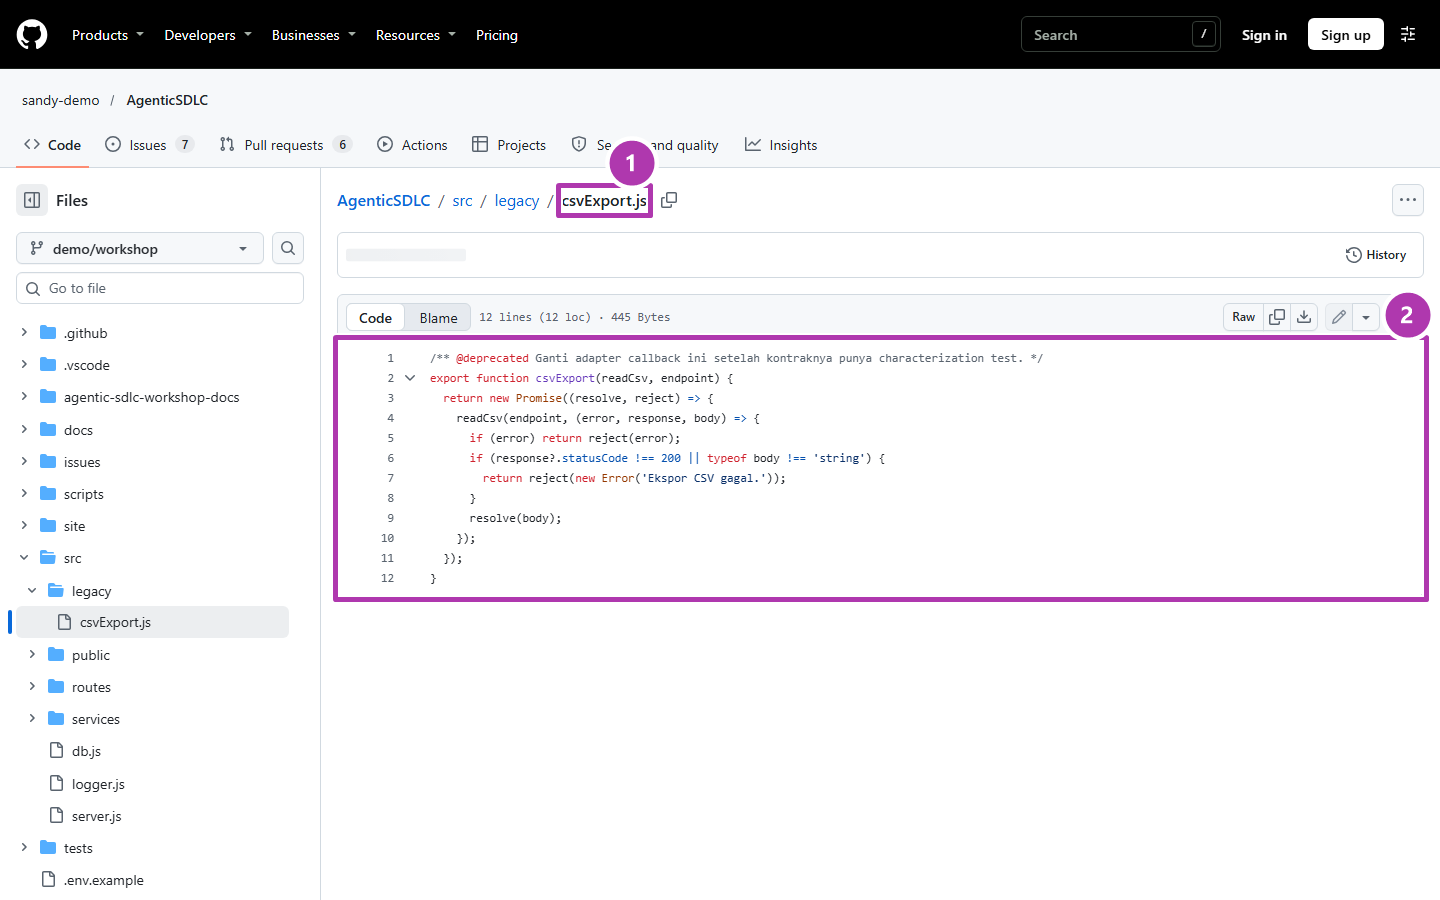 Products Developers Businesses Resources Pricing Search / Sign in Sign up
sandy-demo / AgenticSDLC
Code Issues 7 Pull requests 6 Actions Projects Se and quality Insights
1
Files
AgenticSDLC / src / legacy / csvExport.js
demo/workshop
History
Go to file
Code Blame 12 lines (12 loc) · 445 Bytes Raw
2
1 /** @deprecated Ganti adapter callback ini setelah kontraknya punya characterization test. */
2 export function csvExport(readCsv, endpoint) {
3 return new Promise((resolve, reject) => {
4 readCsv(endpoint, (error, response, body) => {
5 if (error) return reject(error);
6 if (response?.statusCode !== 200 || typeof body !== 'string') {
7 return reject(new Error('Ekspor CSV gagal.'));
8 }
9 resolve(body);
10 });
11 });
12 }
.github
.vscode
agentic-sdlc-workshop-docs
docs
issues
scripts
site
src
legacy
csvExport.js
public
routes
services
db.js
logger.js
server.js
tests
.env.example